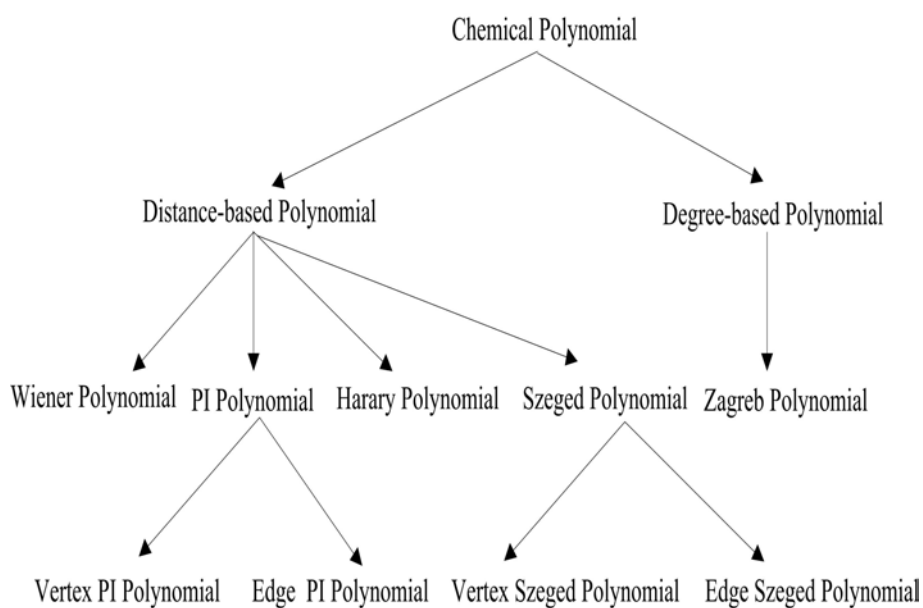 Chemical Polynomial
Distance-based Polynomial
Degree-based Polynomial
Wiener Polynomial
PI Polynomial
Harary Polynomial
Szeged Polynomial
Zagreb Polynomial
Vertex PI Polynomial
Edge PI Polynomial
Vertex Szeged Polynomial
Edge Szeged Polynomial